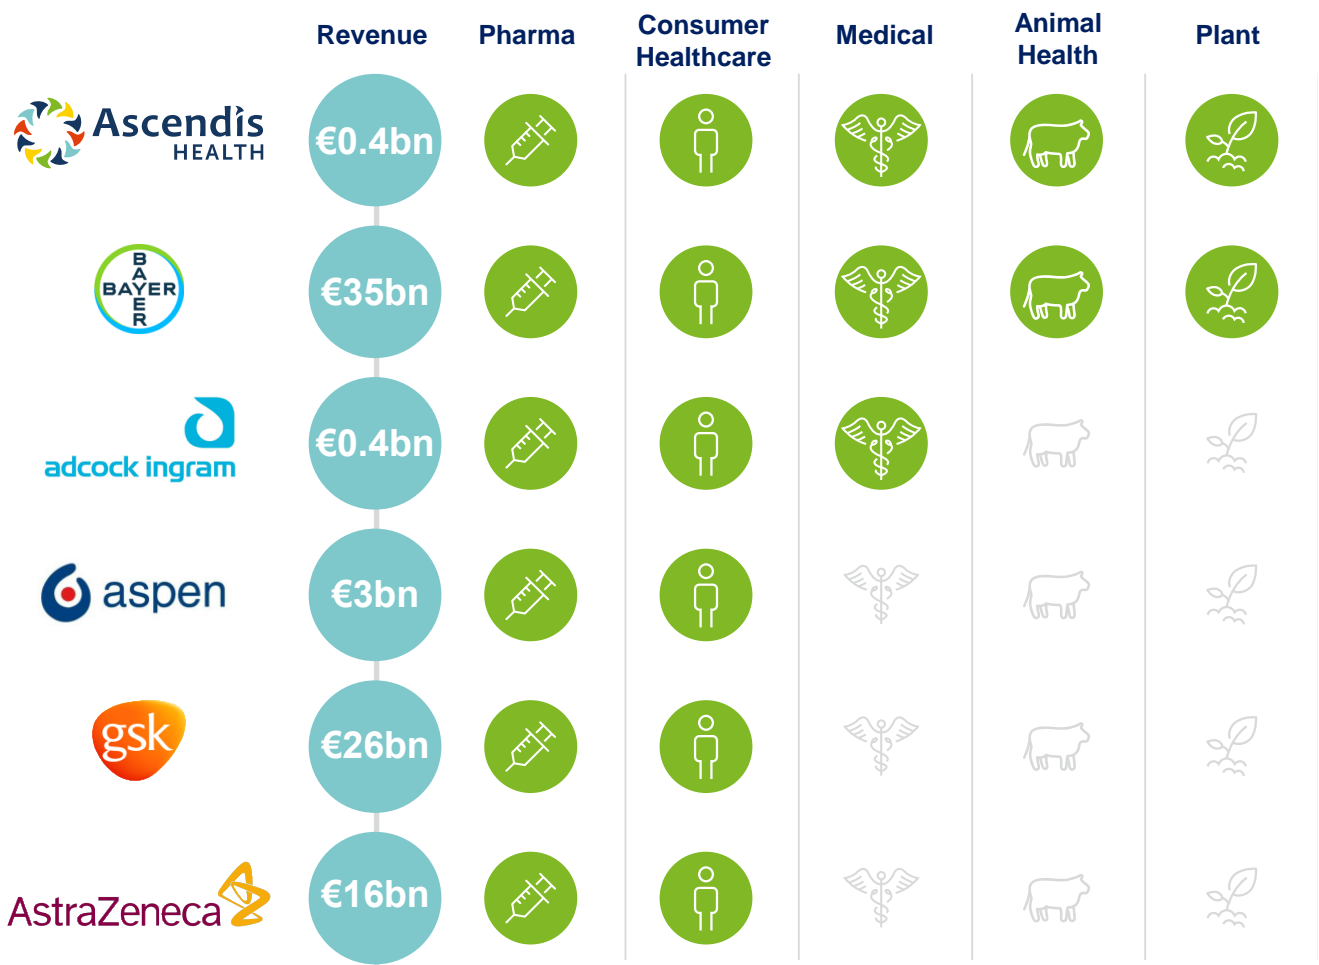 Revenue
Pharma
Consumer
Healthcare
Medical
Animal
Health
Plant
Ascendis
HEALTH
€0.4bn
BAYER
BAYER
€35bn
adcock ingram
€0.4bn
aspen
€3bn
gsk
€26bn
AstraZeneca
€16bn